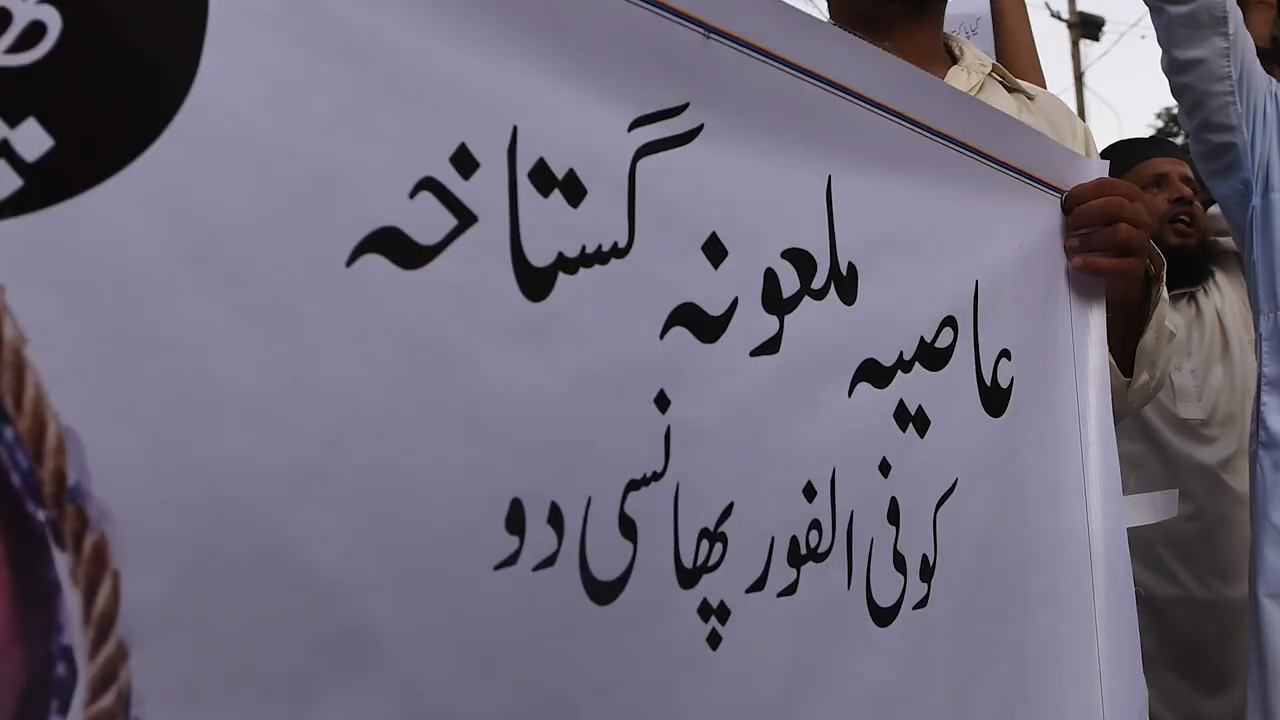 عاصیہ ملعونہ گستاخہ
کو فی الفور پھانسی دو